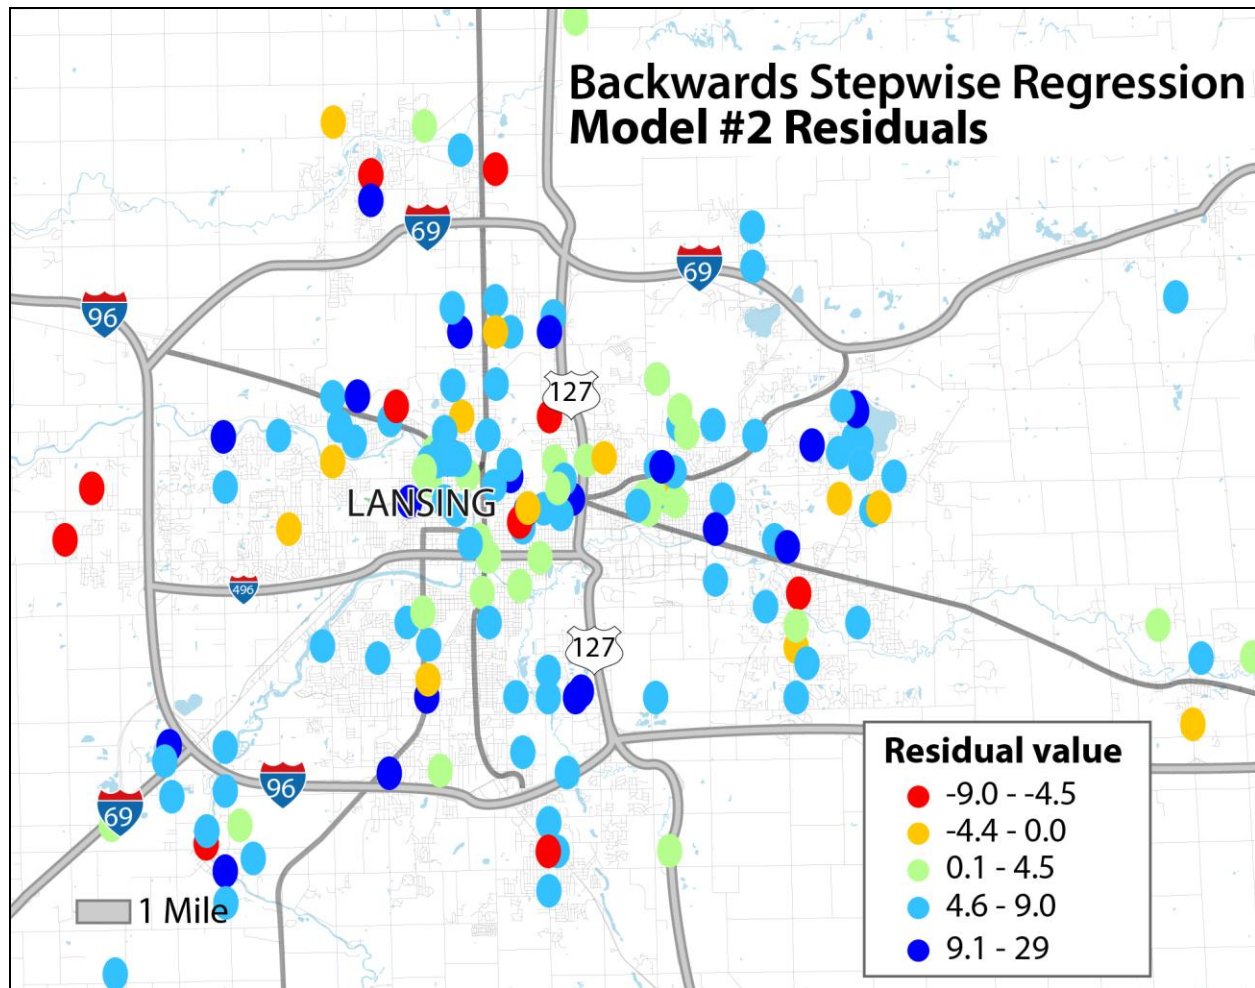 Backwards Stepwise Regression
Model #2 Residuals
69
69
96
127
LANSING
496
127
96
69
1 Mile
Residual value
-9.0 - -4.5
-4.4 - 0.0
0.1 - 4.5
4.6 - 9.0
9.1 - 29